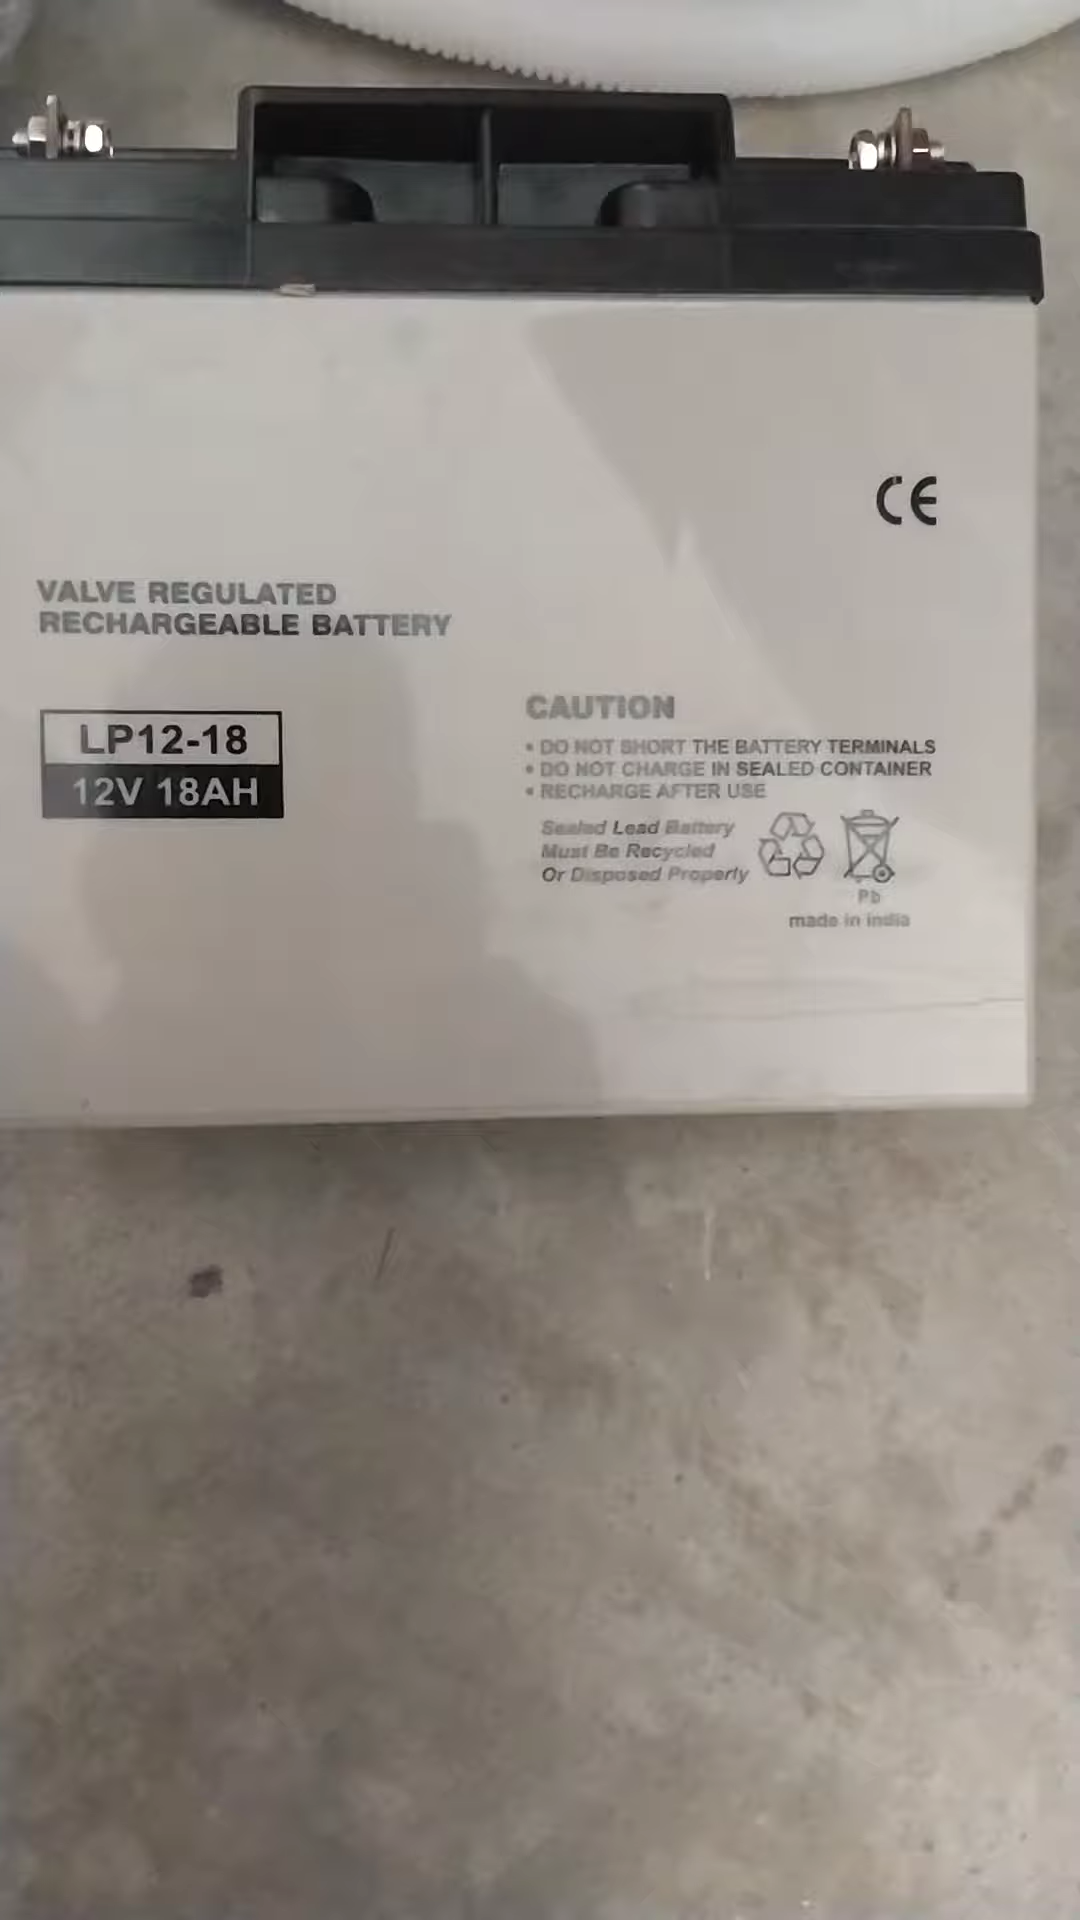 CE
VALVE REGULATED
RECHARGEABLE BATTERY
LP12-18
12V 18AH
CAUTION
• DO NOT SHORT THE BATTERY TERMINALS
• DO NOT CHARGE IN SEALED CONTAINER
• RECHARGE AFTER USE
Sealed Lead Battery
Must Be Recycled
Or Disposed Properly
Pb
made in india